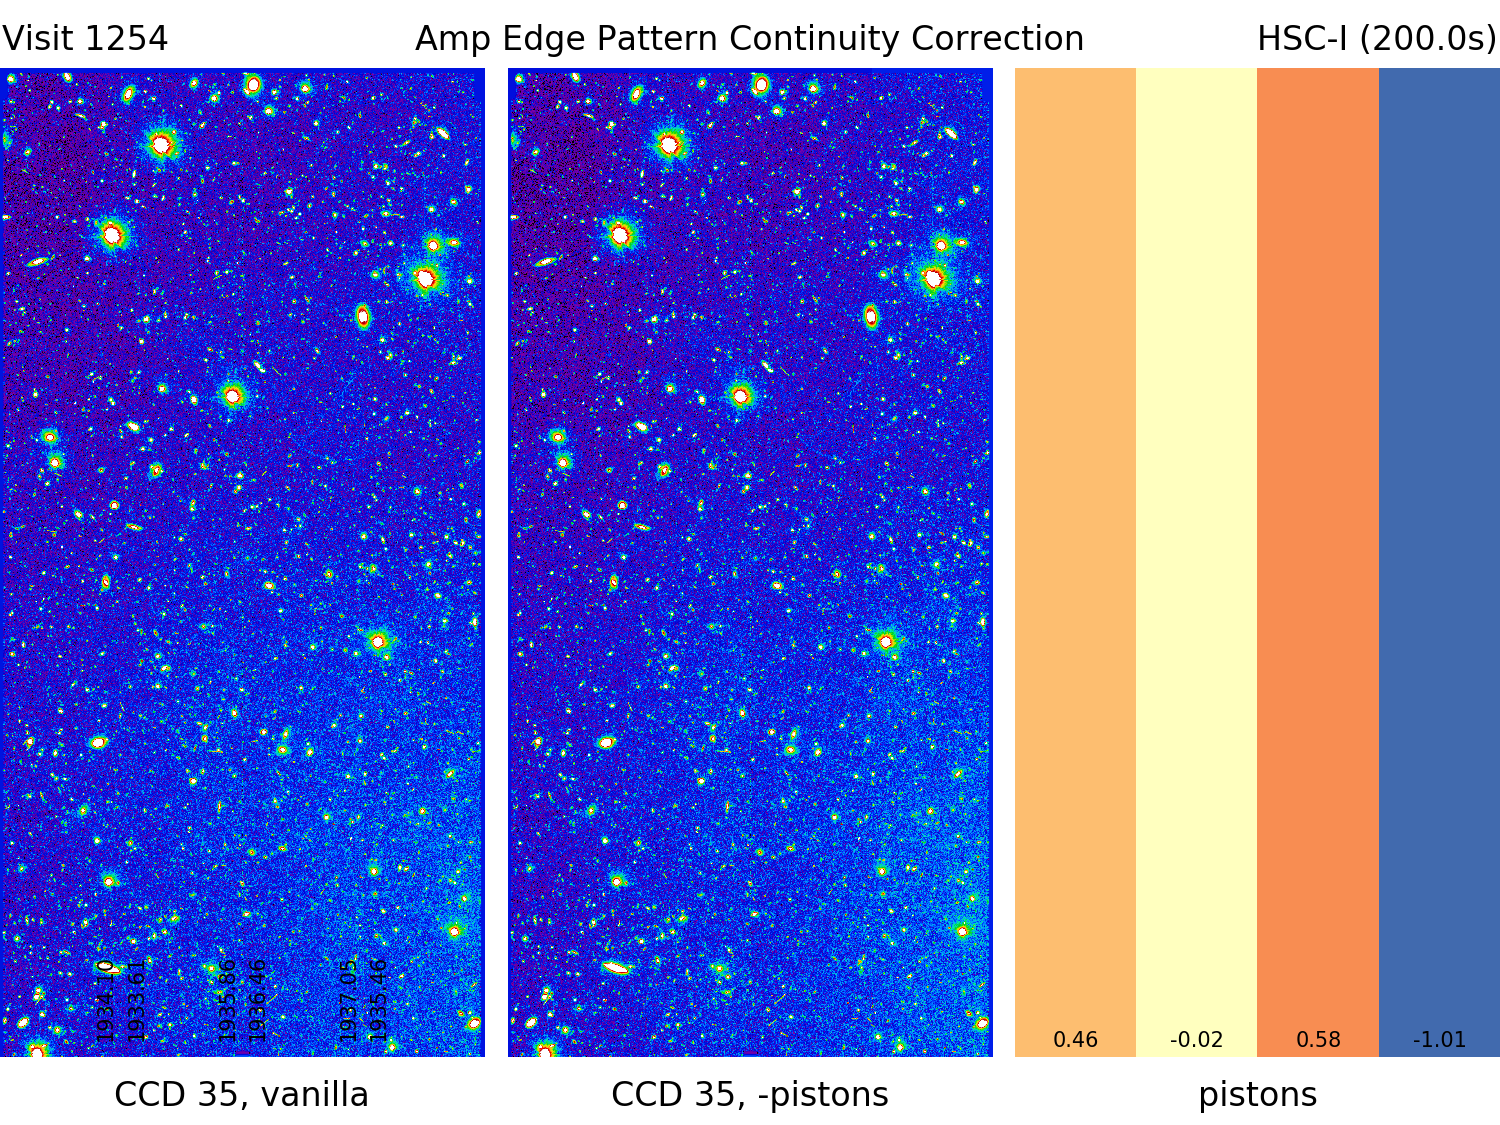 Visit 1254
Amp Edge Pattern Continuity Correction
HSC-I (200.0s)
1934.10
1933.61
1935.86
1936.46
1937.05
1935.46
0.46
-0.02
0.58
-1.01
CCD 35, vanilla
CCD 35, -pistons
pistons